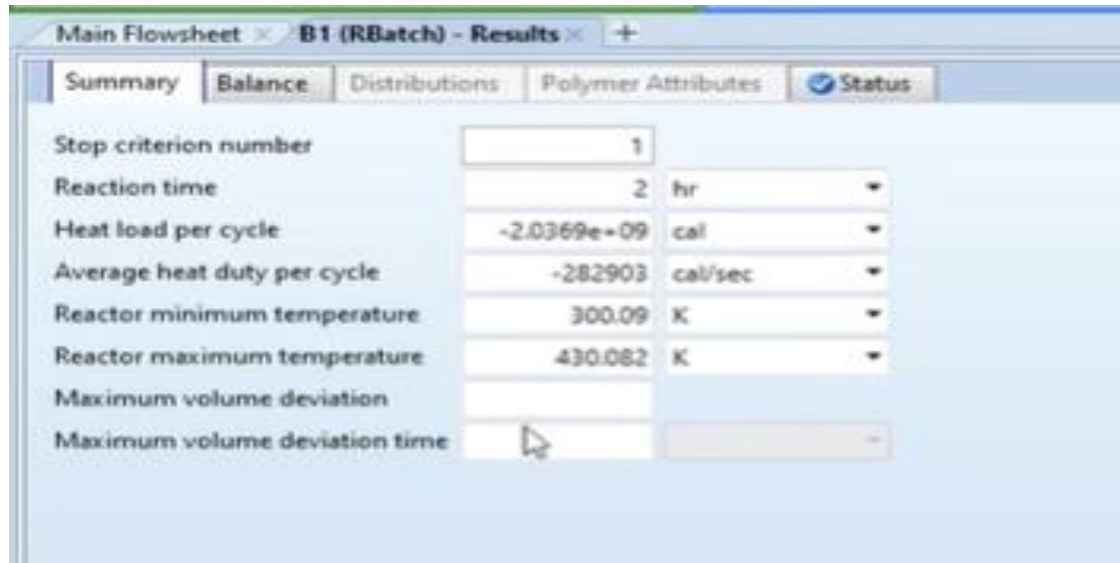 Main Flowsheet × B1 (RBatch) - Results × +
Summary Balance Distributions Polymer Attributes Status
Stop criterion number 1
Reaction time 2 hr
Heat load per cycle -2.0369e+09 cal
Average heat duty per cycle -282903 cal/sec
Reactor minimum temperature 300.09 K
Reactor maximum temperature 430.082 K
Maximum volume deviation
Maximum volume deviation time